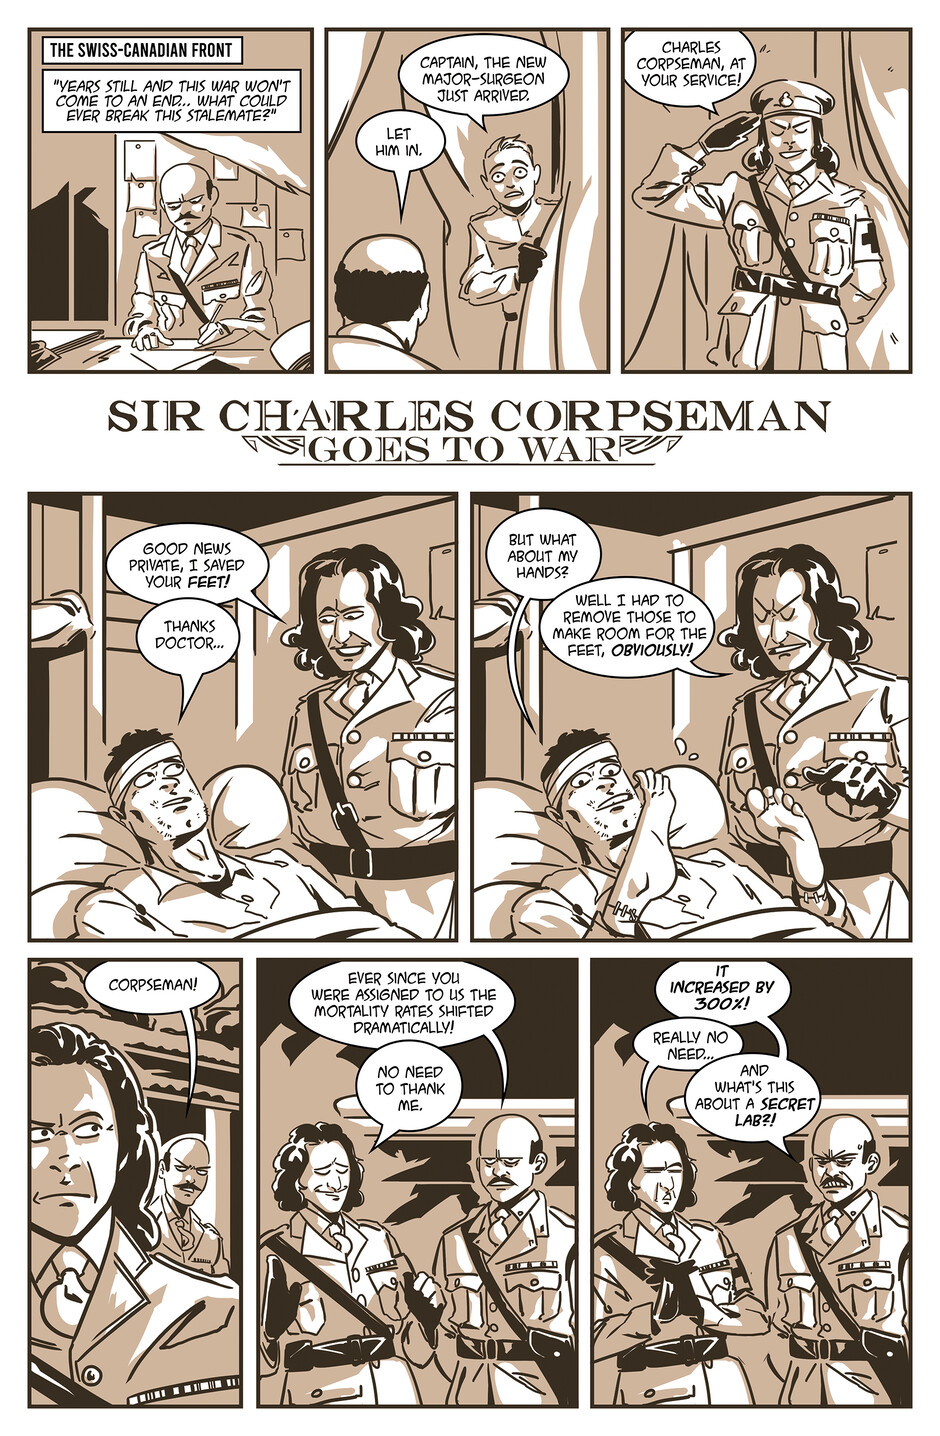 THE SWISS-CANADIAN FRONT
"YEARS STILL AND THIS WAR WON'T
COME TO AN END.. WHAT COULD
EVER BREAK THIS STALEMATE?"
CAPTAIN, THE NEW
MAJOR-SURGEON
JUST ARRIVED.
LET
HIM IN.
CHARLES
CORPSEMAN, AT
YOUR SERVICE!
SIR CHARLES CORPSEMAN
GOES TO WAR
GOOD NEWS
PRIVATE, I SAVED
YOUR FEET!
THANKS
DOCTOR...
BUT WHAT
ABOUT MY
HANDS?
WELL I HAD TO
REMOVE THOSE TO
MAKE ROOM FOR THE
FEET, OBVIOUSLY!
CORPSEMAN!
EVER SINCE YOU
WERE ASSIGNED TO US THE
MORTALITY RATES SHIFTED
DRAMATICALLY!
NO NEED
TO THANK
ME.
IT
INCREASED BY
300%!
REALLY NO
NEED...
AND
WHAT'S THIS
ABOUT A SECRET
LAB?!